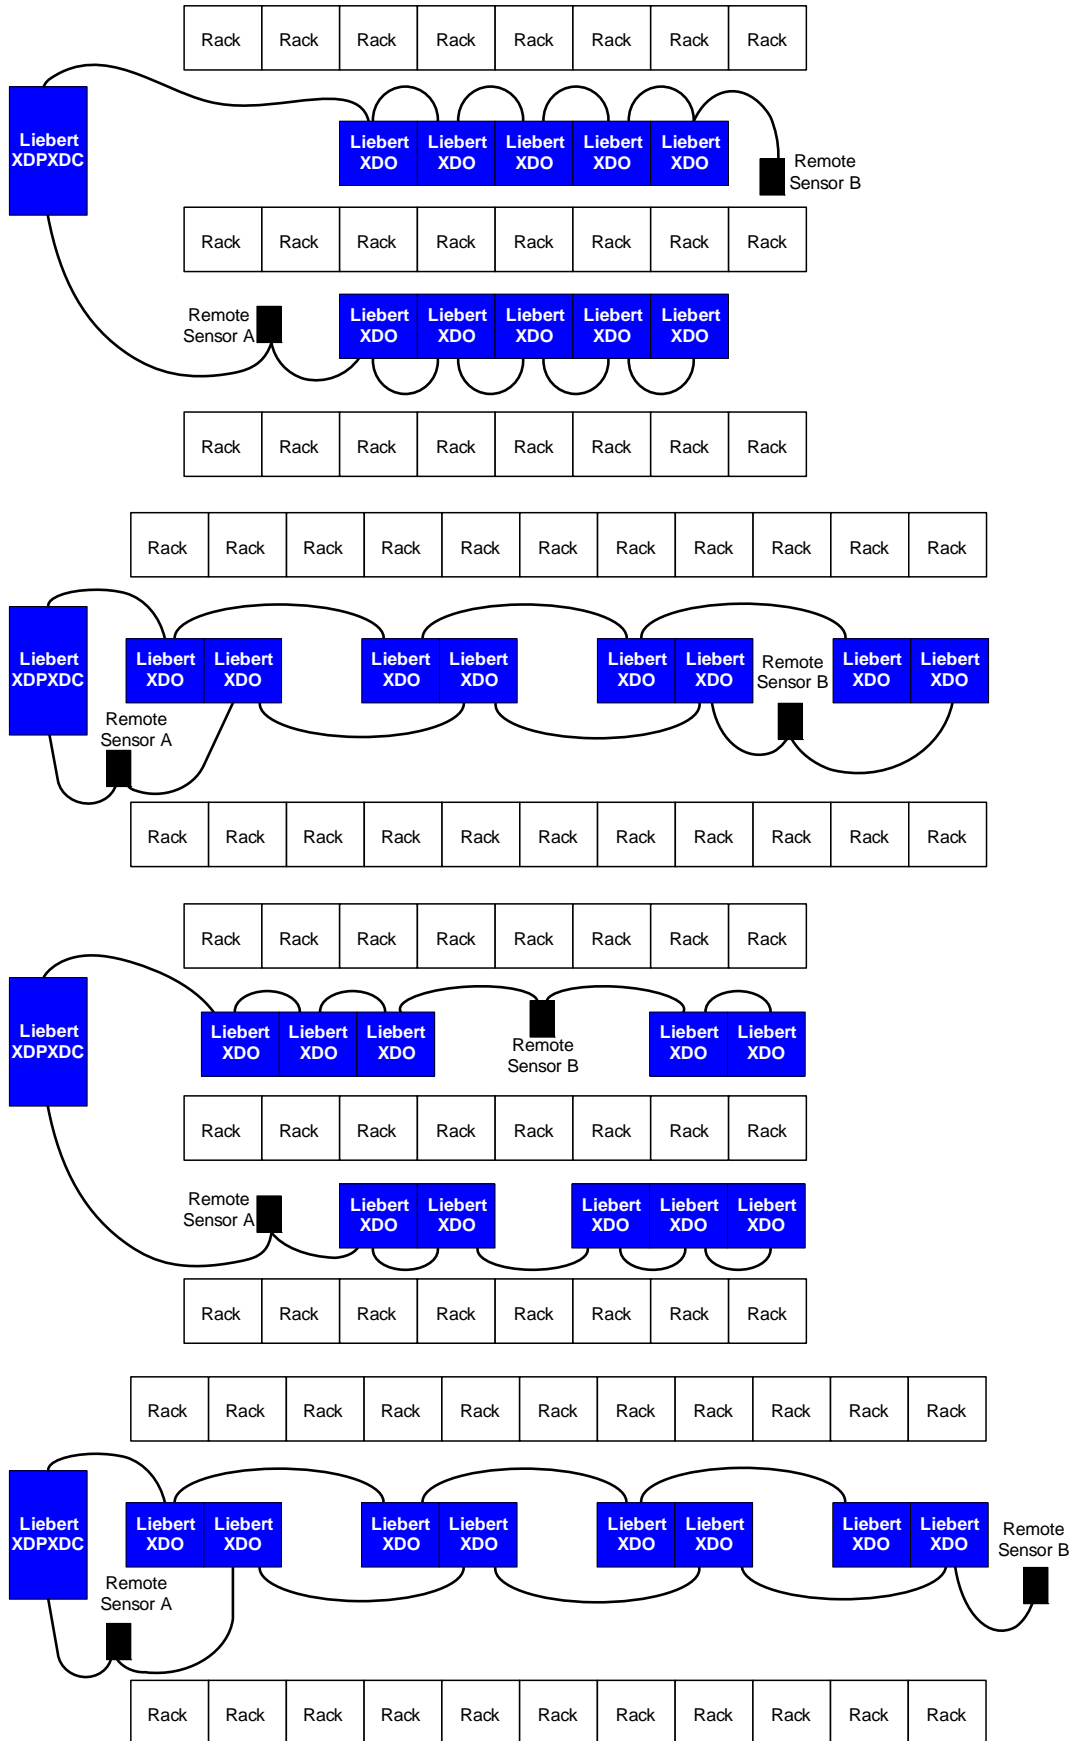 Rack Rack Rack Rack Rack Rack Rack Rack
Liebert
XDPXDC
Liebert Liebert Liebert Liebert Liebert
XDO XDO XDO XDO XDO
Remote
Sensor B
Rack Rack Rack Rack Rack Rack Rack Rack
Remote
Sensor A
Liebert Liebert Liebert Liebert Liebert
XDO XDO XDO XDO XDO
Rack Rack Rack Rack Rack Rack Rack Rack
Rack Rack Rack Rack Rack Rack Rack Rack Rack Rack Rack
Liebert
XDPXDC
Liebert Liebert Liebert Liebert Liebert Liebert
XDO XDO XDO XDO XDO XDO
Remote
Sensor B
Liebert Liebert
XDO XDO
Remote
Sensor A
Rack Rack Rack Rack Rack Rack Rack Rack Rack Rack Rack
Rack Rack Rack Rack Rack Rack Rack Rack
Liebert
XDPXDC
Liebert Liebert Liebert
XDO XDO XDO
Remote
Sensor B
Liebert Liebert
XDO XDO
Rack Rack Rack Rack Rack Rack Rack Rack
Remote
Sensor A
Liebert Liebert Liebert Liebert Liebert
XDO XDO XDO XDO XDO
Rack Rack Rack Rack Rack Rack Rack Rack
Rack Rack Rack Rack Rack Rack Rack Rack Rack Rack Rack
Liebert
XDPXDC
Liebert Liebert Liebert Liebert Liebert Liebert Liebert Liebert
XDO XDO XDO XDO XDO XDO XDO XDO
Remote
Sensor B
Remote
Sensor A
Rack Rack Rack Rack Rack Rack Rack Rack Rack Rack Rack